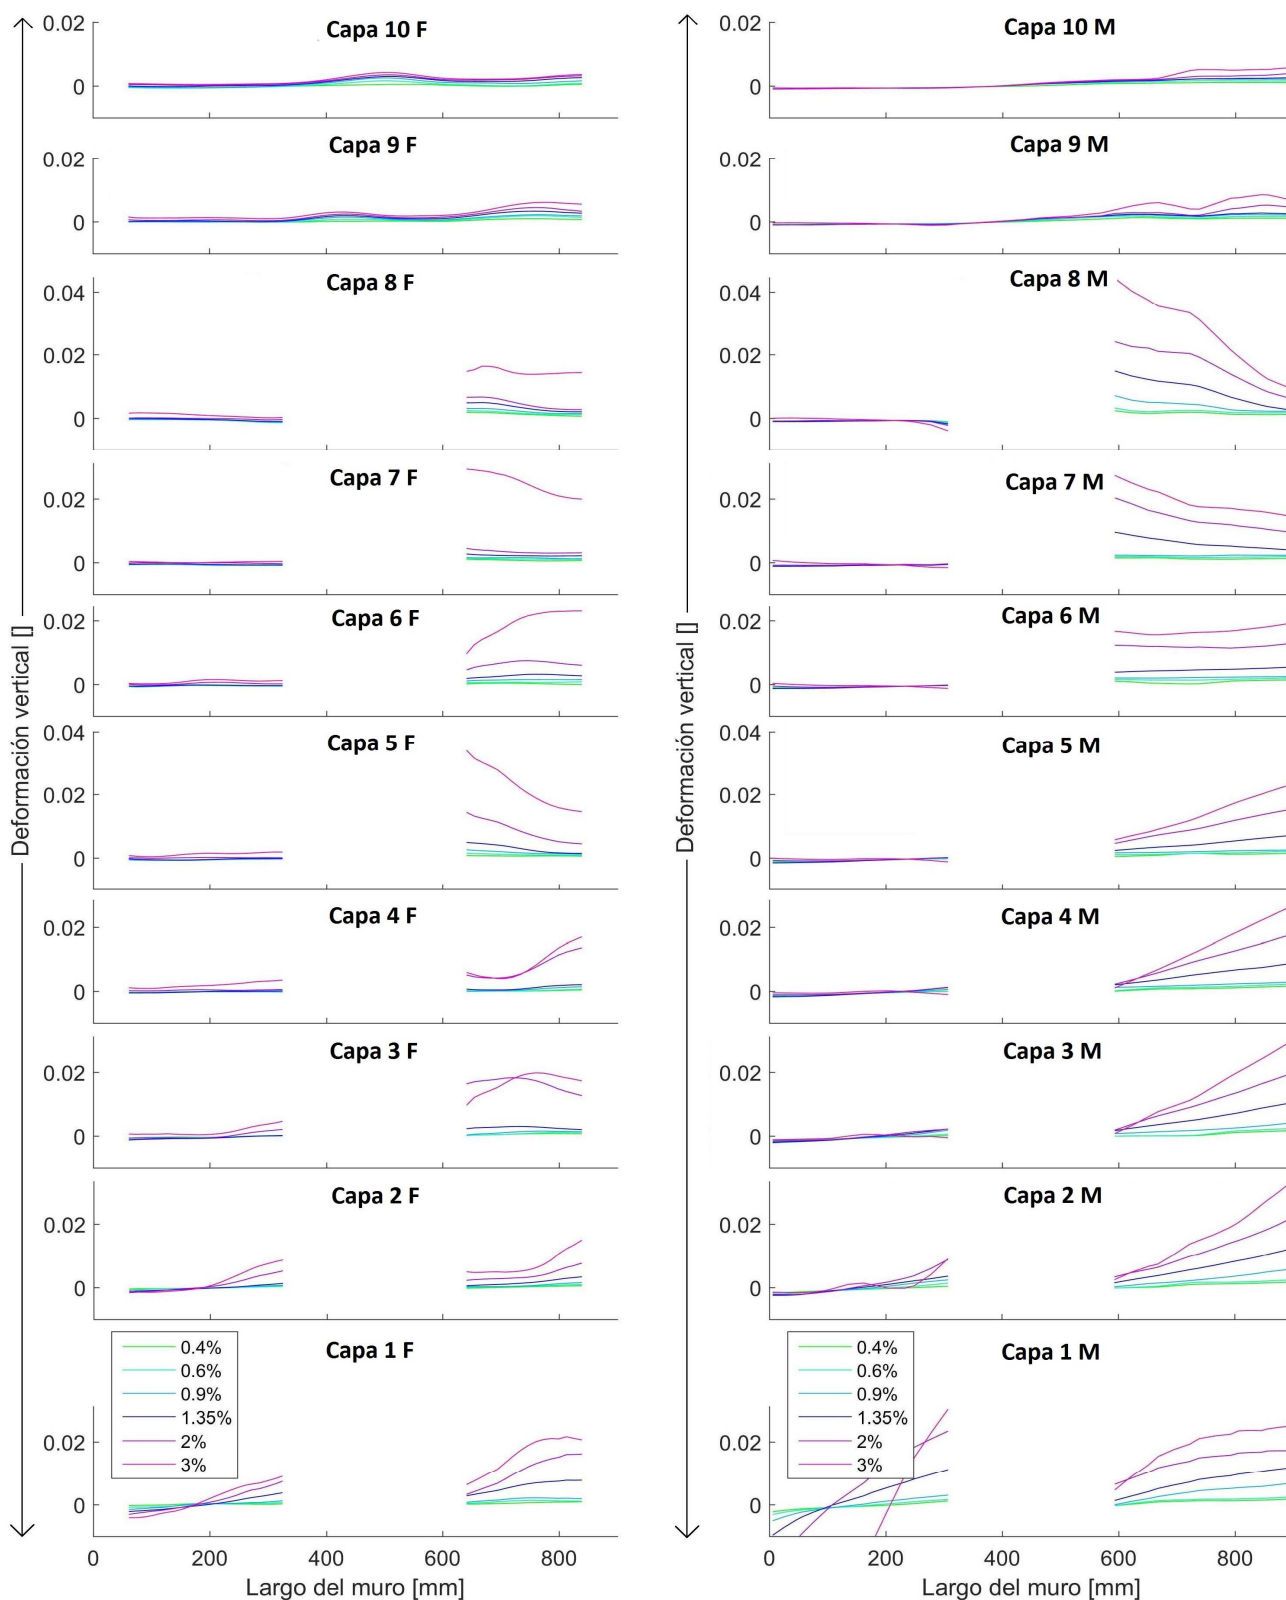 Capa 10 F
0.02
0
Capa 9 F
0.02
0
Capa 8 F
0.04
0.02
0
Capa 7 F
0.02
0
Capa 6 F
0.02
0
Capa 5 F
0.04
0.02
0
Capa 4 F
0.02
0
Capa 3 F
0.02
0
Capa 2 F
0.02
0
Capa 1 F
0.4%
0.6%
0.9%
1.35%
2%
3%
0.02
0
0 200 400 600 800
Largo del muro [mm]
Deformación vertical []
Capa 10 M
0.02
0
Capa 9 M
0.02
0
Capa 8 M
0.04
0.02
0
Capa 7 M
0.02
0
Capa 6 M
0.02
0
Capa 5 M
0.04
0.02
0
Capa 4 M
0.02
0
Capa 3 M
0.02
0
Capa 2 M
0.02
0
Capa 1 M
0.4%
0.6%
0.9%
1.35%
2%
3%
0.02
0
0 200 400 600 800
Largo del muro [mm]
Deformación vertical []